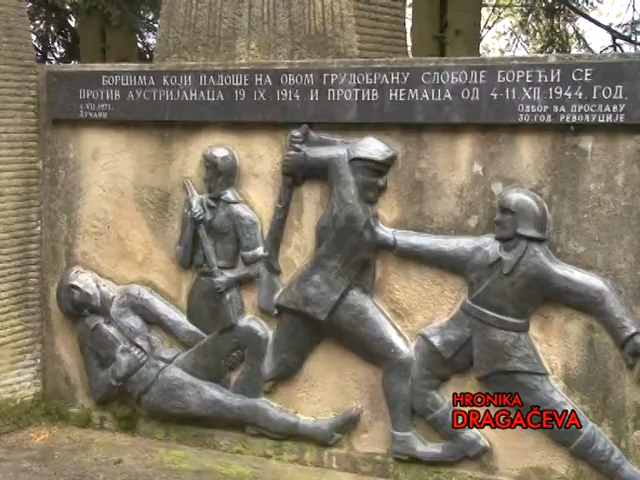 БОРЦИМА КОЈИ ПАДОШЕ НА ОВОМ ГРУДОБРАНУ СЛОБОДЕ БОРЕЋИ СЕ
ПРОТИВ АУСТРИЈАНАЦА 19.IX.1914. И ПРОТИВ НЕМАЦА ОД 4-11.XII.1944.ГОД.
4.VII.1971.
ЛУЧАНИ
ОДБОР ЗА ПРОСЛАВУ
30.ГОД РЕВОЛУЦИЈЕ
HRONIKA
DRAGAČEVA